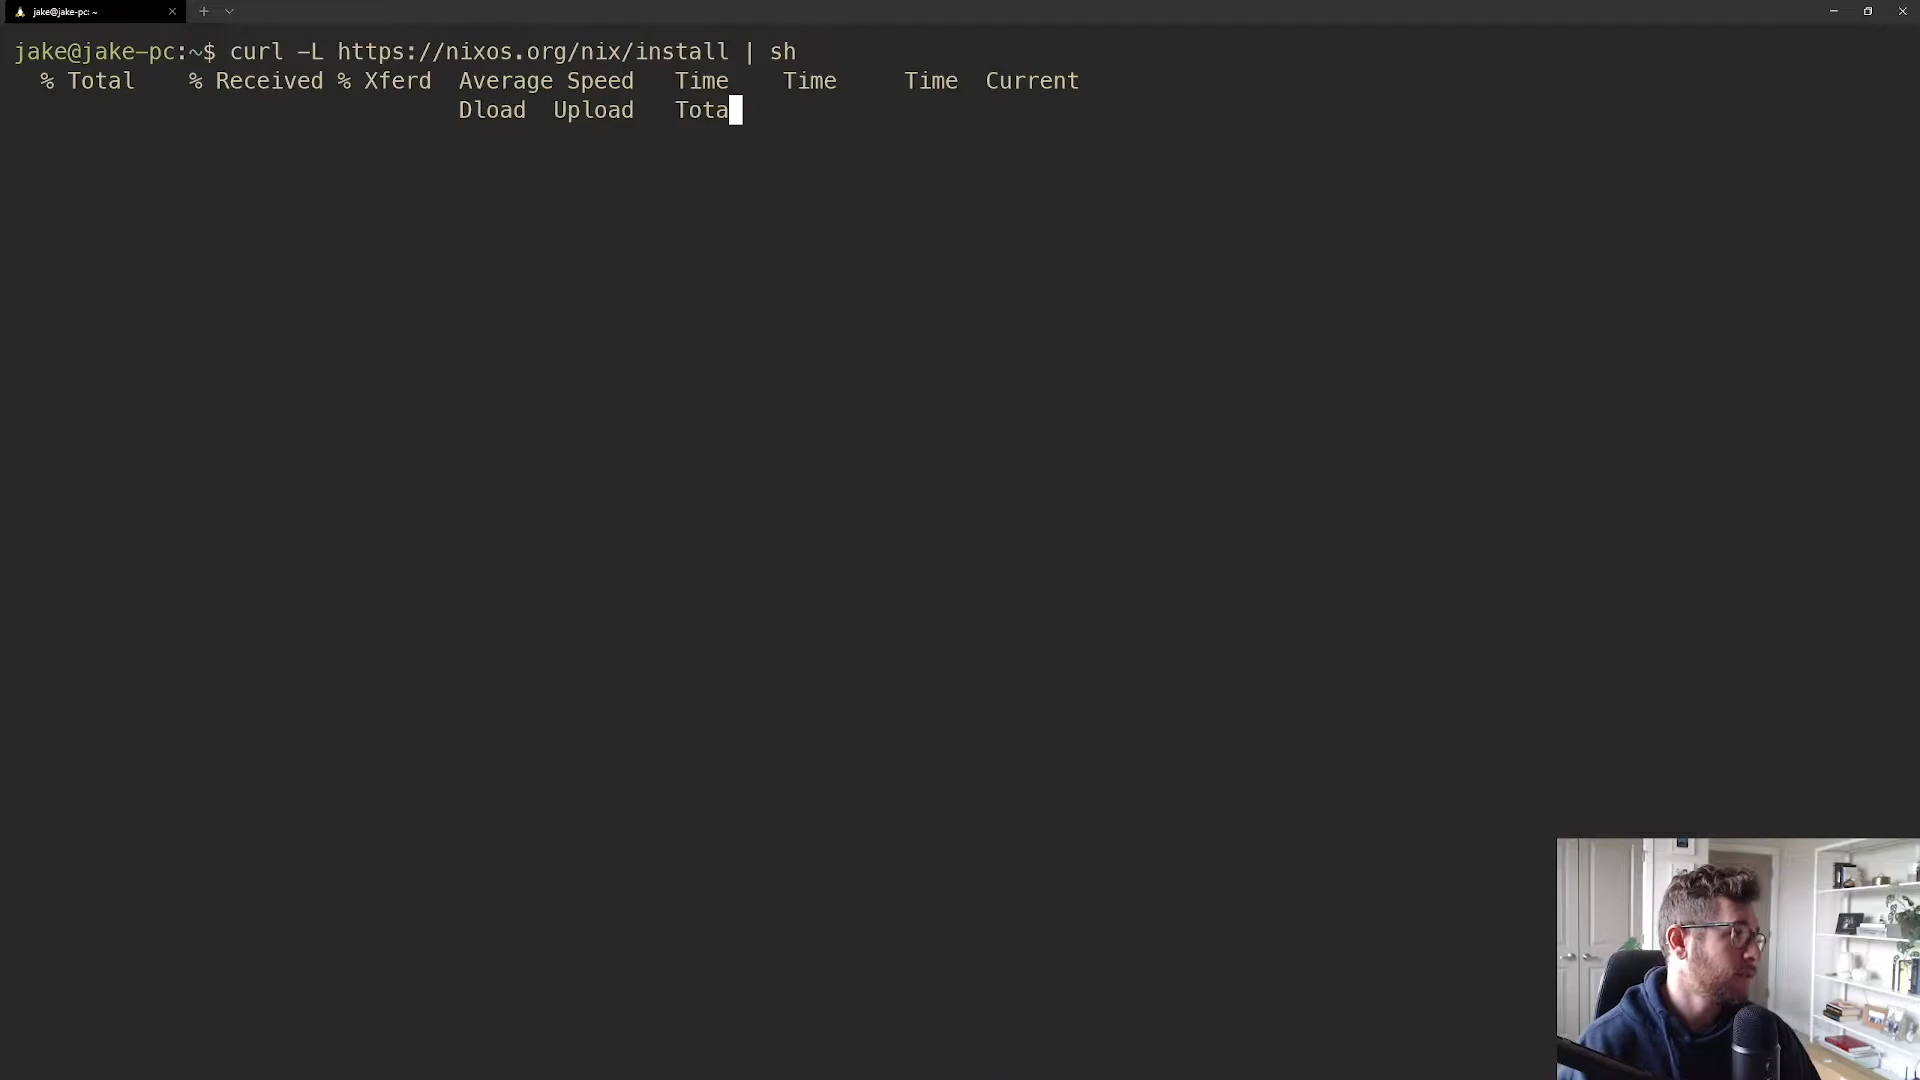 jake@jake-pc: ~
jake@jake-pc:~$ curl -L https://nixos.org/nix/install | sh
% Total    % Received % Xferd  Average Speed   Time    Time     Time  Current
Dload  Upload   Tota